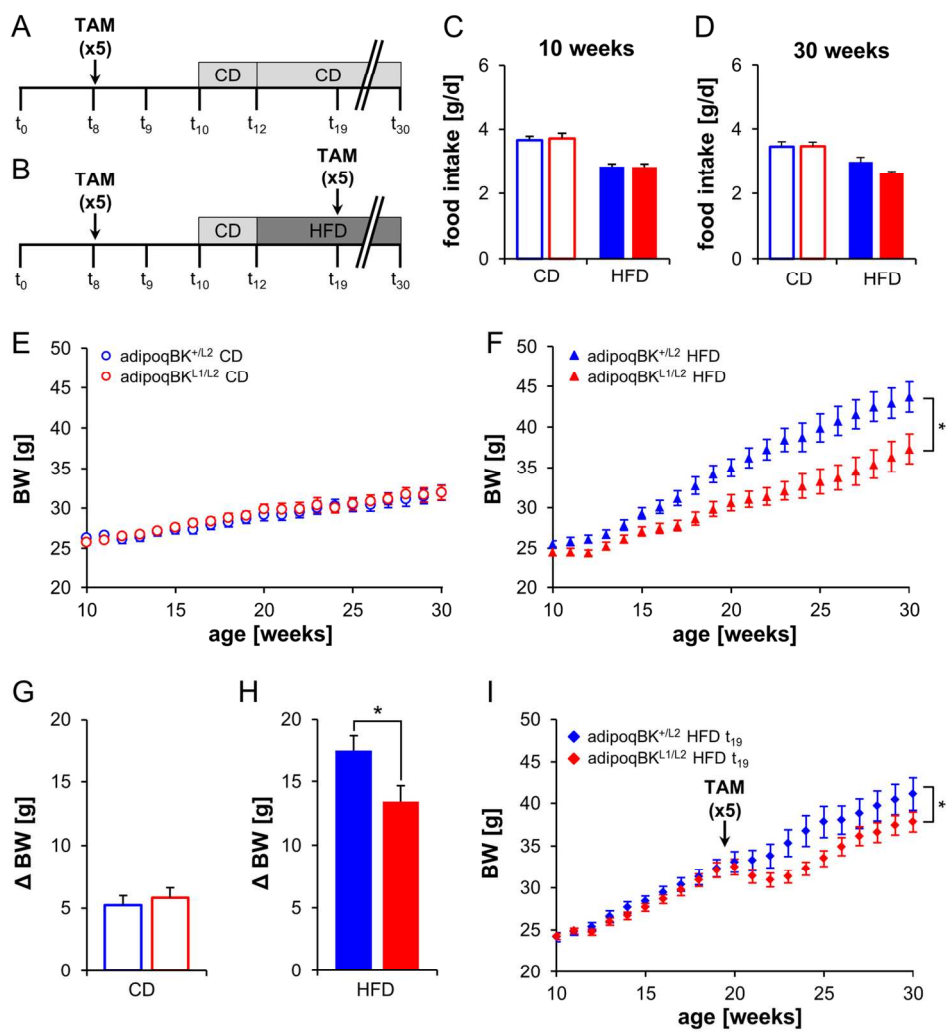 A
TAM
(x5)
CD
CD
t0
t8
t9
t10
t12
t19
t30
B
TAM
(x5)
TAM
(x5)
CD
HFD
t0
t8
t9
t10
t12
t19
t30
C
10 weeks
food intake [g/d]
6
4
2
0
CD
HFD
D
30 weeks
food intake [g/d]
6
4
2
0
CD
HFD
E
adipoqBK+/L2 CD
adipoqBKL1/L2 CD
BW [g]
50
45
40
35
30
25
20
10
15
20
25
30
age [weeks]
F
adipoqBK+/L2 HFD
adipoqBKL1/L2 HFD
BW [g]
50
45
40
35
30
25
20
10
15
20
25
30
age [weeks]
*
G
Δ BW [g]
20
15
10
5
0
CD
H
Δ BW [g]
20
15
10
5
0
*
HFD
I
adipoqBK+/L2 HFD t19
adipoqBKL1/L2 HFD t19
TAM
(x5)
BW [g]
50
45
40
35
30
25
20
10
15
20
25
30
age [weeks]
*